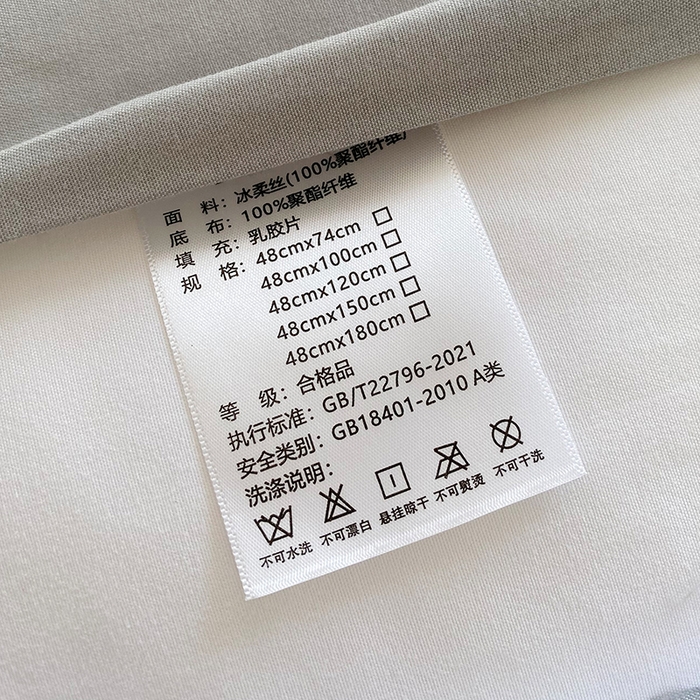 面 料：冰柔丝(100%聚酯纤维)
底 布：100%聚酯纤维
填 充：乳胶片
规 格：48cmx74cm □
48cmx100cm □
48cmx120cm □
48cmx150cm □
48cmx180cm □
等 级：合格品
执行标准：GB/T22796-2021
安全类别：GB18401-2010 A类
洗涤说明：
不可水洗 不可漂白 悬挂晾干 不可熨烫 不可干洗